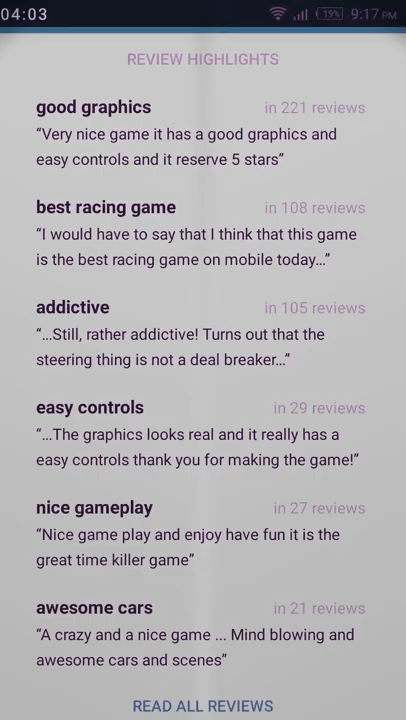 04:03 19% 9:17 PM
REVIEW HIGHLIGHTS
good graphics in 221 reviews
“Very nice game it has a good graphics and
easy controls and it reserve 5 stars”
best racing game in 108 reviews
“I would have to say that I think that this game
is the best racing game on mobile today...”
addictive in 105 reviews
“...Still, rather addictive! Turns out that the
steering thing is not a deal breaker...”
easy controls in 29 reviews
“...The graphics looks real and it really has a
easy controls thank you for making the game!”
nice gameplay in 27 reviews
“Nice game play and enjoy have fun it is the
great time killer game”
awesome cars in 21 reviews
“A crazy and a nice game ... Mind blowing and
awesome cars and scenes”
READ ALL REVIEWS